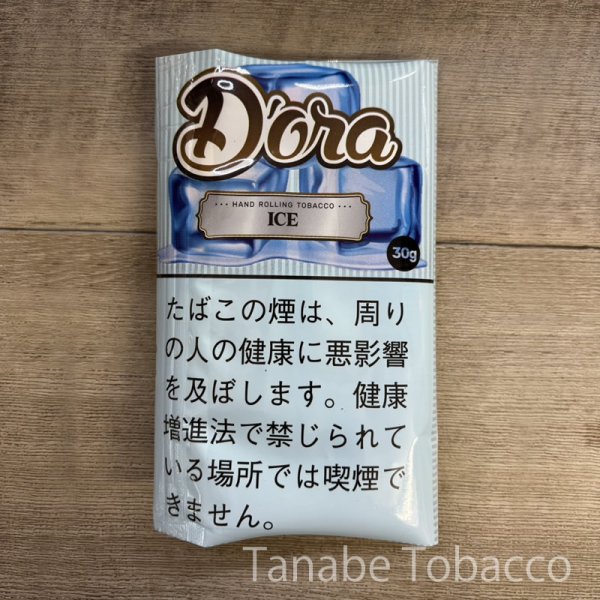 D'ora
••• HAND ROLLING TOBACCO •••
ICE
30g
たばこの煙は、周り
の人の健康に悪影響
を及ぼします。健康
増進法で禁じられて
いる場所では喫煙で
きません。
Tanabe Tobacco